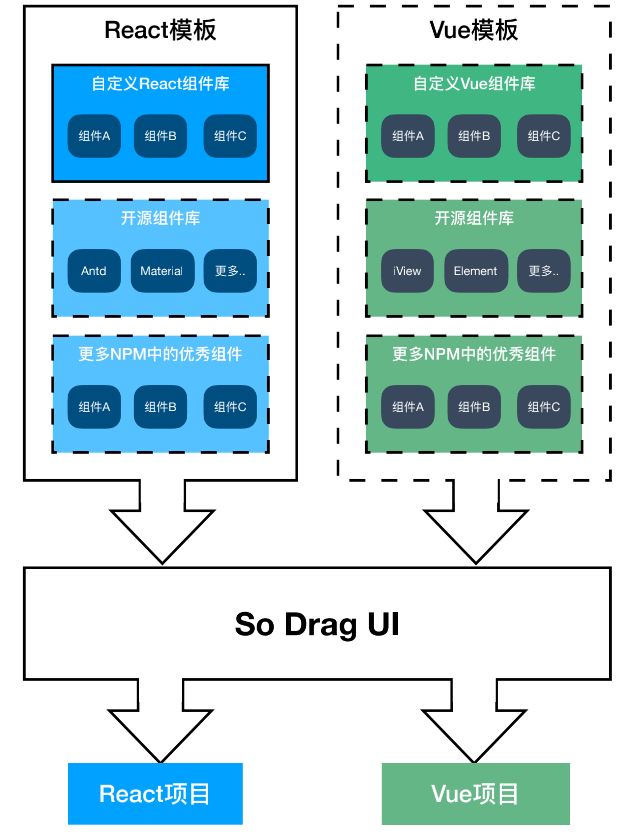 React模板
自定义React组件库
组件A 组件B 组件C
开源组件库
Antd Material 更多..
更多NPM中的优秀组件
组件A 组件B 组件C
Vue模板
自定义Vue组件库
组件A 组件B 组件C
开源组件库
iView Element 更多..
更多NPM中的优秀组件
组件A 组件B 组件C
So Drag UI
React项目
Vue项目